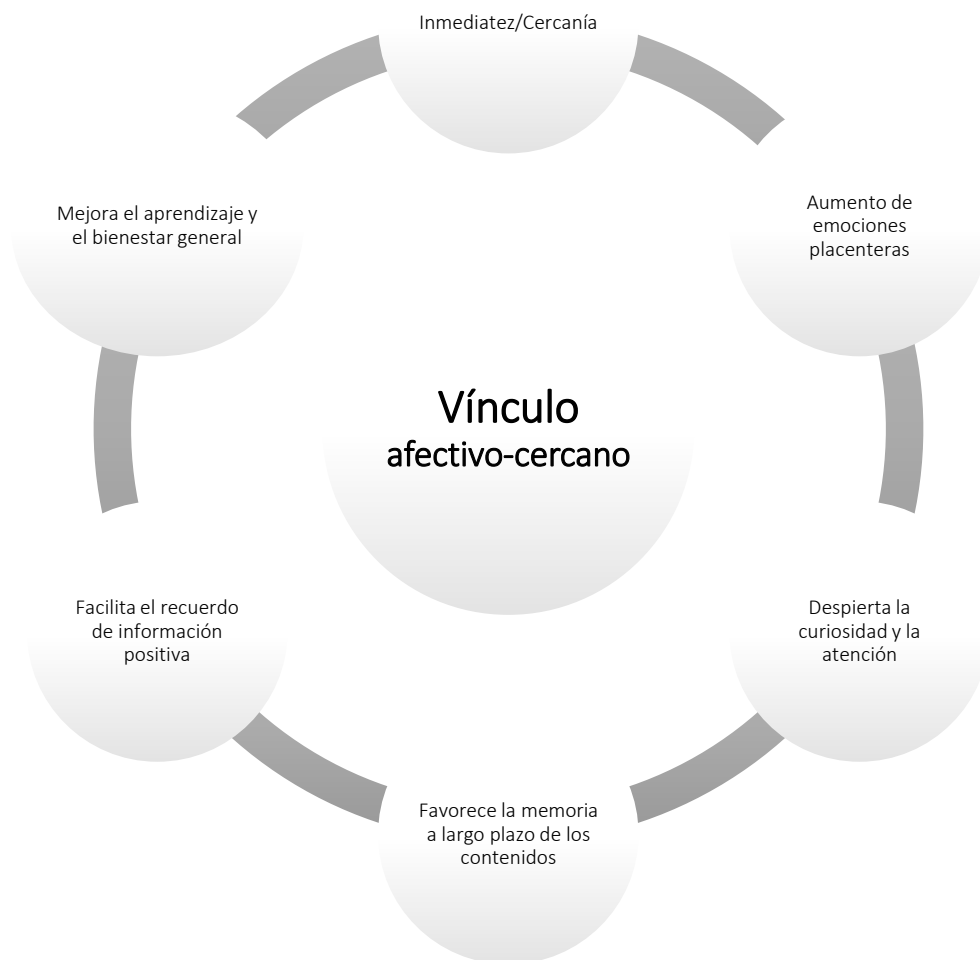 Inmediatez/Cercanía
Aumento de
emociones
placenteras
Despierta la
curiosidad y la
atención
Favorece la memoria
a largo plazo de los
contenidos
Facilita el recuerdo
de información
positiva
Mejora el aprendizaje y
el bienestar general
Vínculo
afectivo-cercano